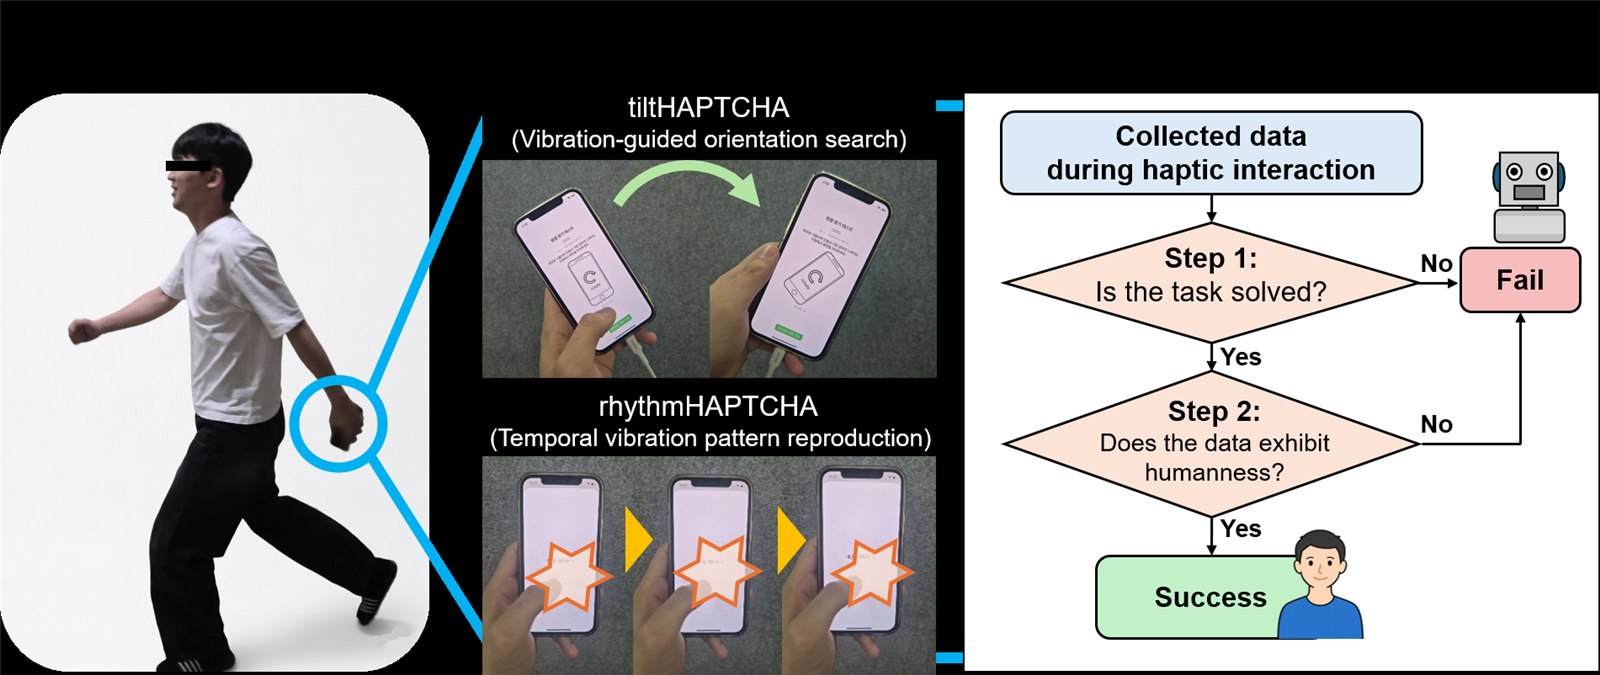 tiltHAPTCHA
(Vibration-guided orientation search)
rhythmHAPTCHA
(Temporal vibration pattern reproduction)
Collected data
during haptic interaction
Step 1:
Is the task solved?
No
Fail
Yes
Step 2:
Does the data exhibit
humanness?
No
Yes
Success